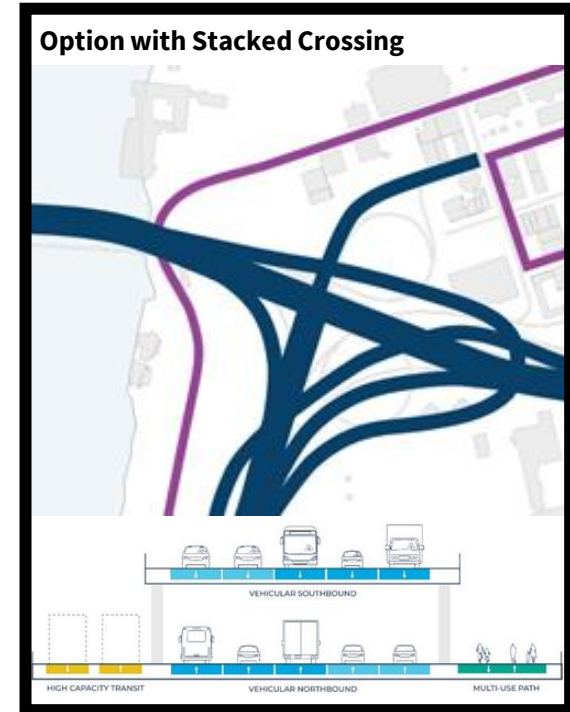 Option with Stacked Crossing
VEHICULAR SOUTHBOUND
HIGH CAPACITY TRANSIT
VEHICULAR NORTHBOUND
MULTI-USE PATH